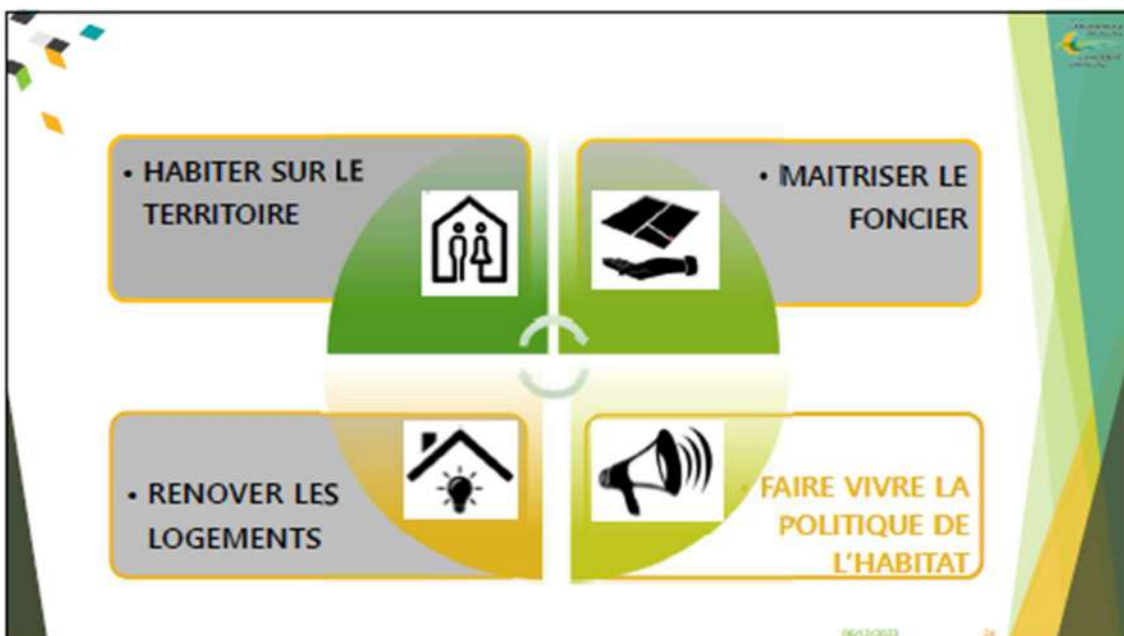 • HABITER SUR LE
TERRITOIRE
• MAITRISER LE
FONCIER
• RENOVER LES
LOGEMENTS
• FAIRE VIVRE LA
POLITIQUE DE
L'HABITAT